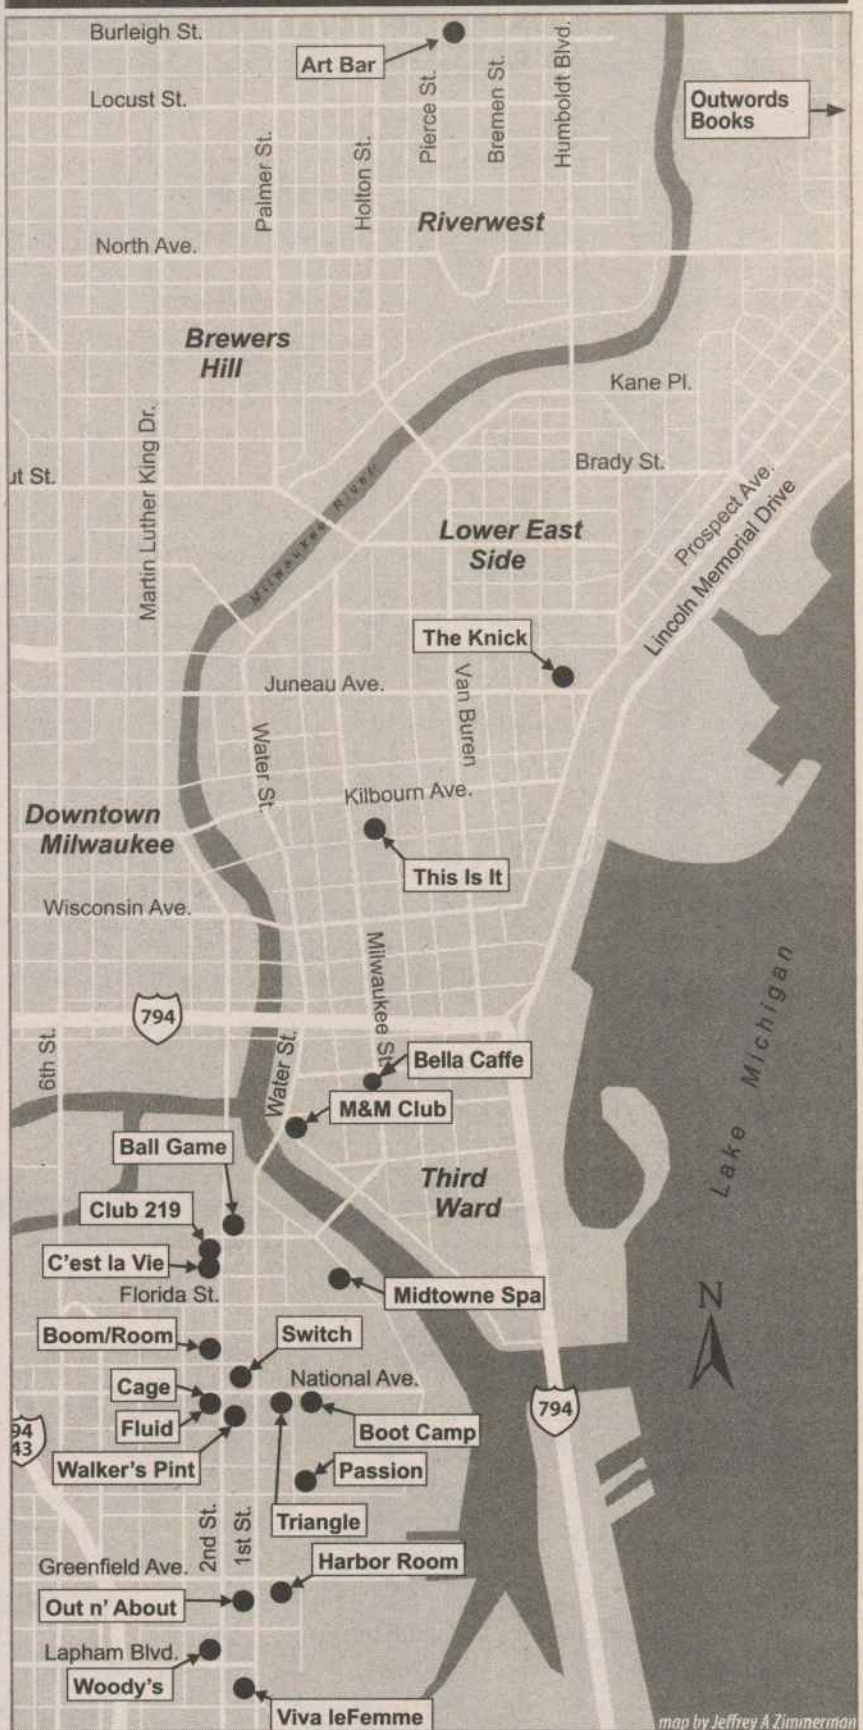 Burleigh St.
Art Bar
Locust St.
Pierce St.
Bremen St.
Humboldt Blvd.
Outwords
Books
Palmer St.
Holton St.
Riverwest
North Ave.
Brewers
Hill
Kane Pl.
Martin Luther King Dr.
ut St.
Brady St.
Milwaukee River
Prospect Ave.
Lincoln Memorial Drive
Lower East
Side
The Knick
Juneau Ave.
Van Buren
Water St.
Kilbourn Ave.
Downtown
Milwaukee
This Is It
Wisconsin Ave.
Milwaukee St.
Lake Michigan
794
6th St.
Water St.
Bella Caffe
M&M Club
Ball Game
Third
Ward
Club 219
C'est la Vie
Florida St.
Midtowne Spa
N
Boom/Room
Switch
National Ave.
Cage
794
Fluid
Boot Camp
94
43
Walker's Pint
Passion
2nd St.
1st St.
Triangle
Greenfield Ave.
Harbor Room
Out n' About
Lapham Blvd.
Woody's
Viva leFemme
map by Jeffrey A Zimmerman